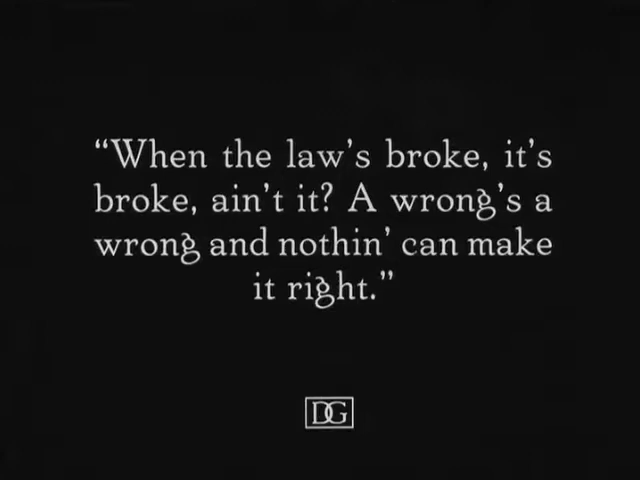 “When the law’s broke, it’s
broke, ain’t it? A wrong’s a
wrong and nothin’ can make
it right.”
DG